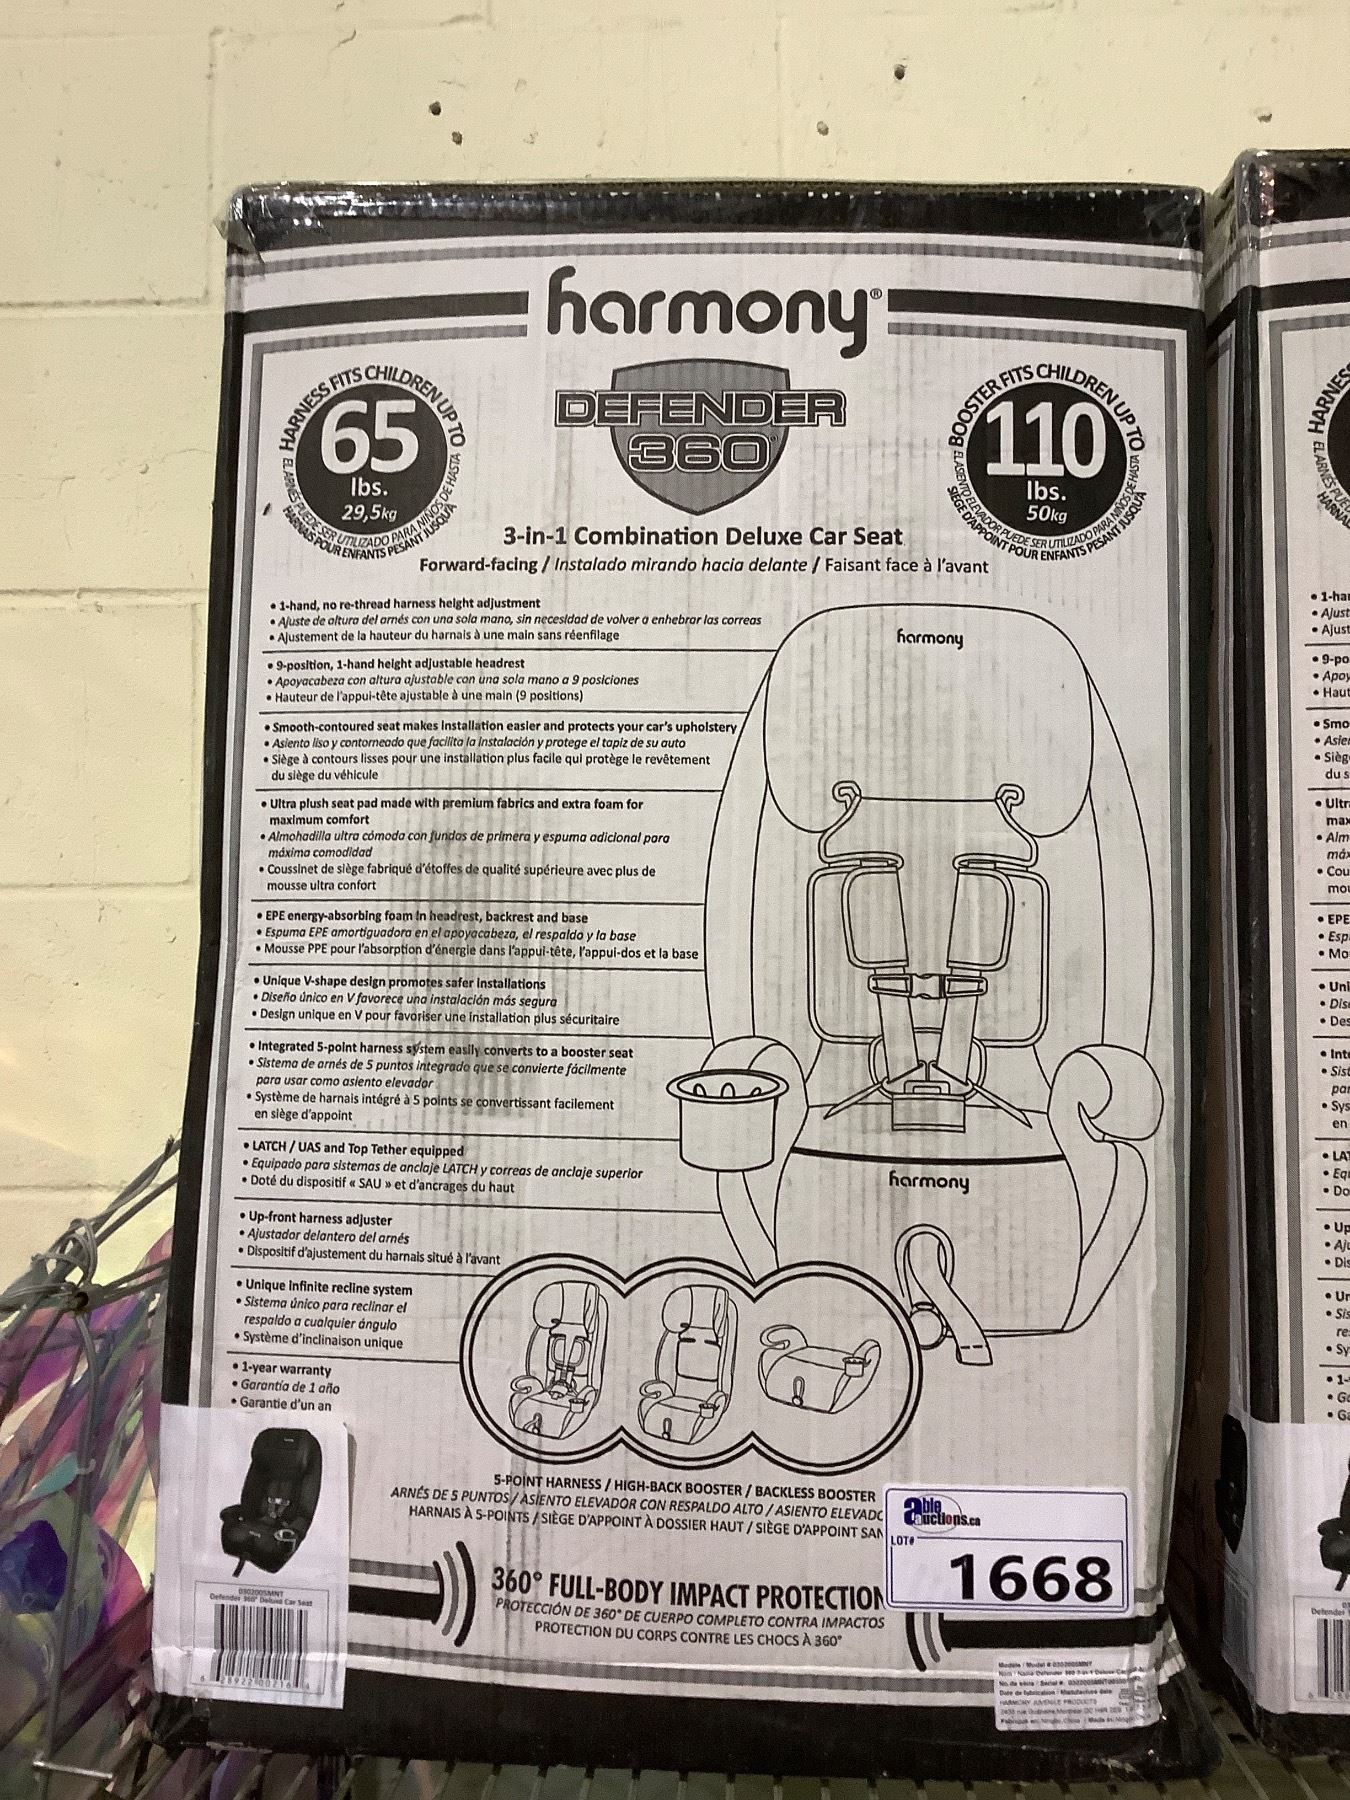 harmony®
DEFENDER
360°
HARNESS FITS CHILDREN UP TO
65
lbs.
29,5kg
EL ARNÉS PUEDE SER UTILIZADO PARA NIÑOS DE HASTA
HARNAIS POUR ENFANTS PESANT JUSQU'À
BOOSTER FITS CHILDREN UP TO
110
lbs.
50kg
EL ASIENTO ELEVADOR PUEDE SER UTILIZADO PARA NIÑOS DE HASTA
SIÈGE D'APPOINT POUR ENFANTS PESANT JUSQU'À
3-in-1 Combination Deluxe Car Seat
Forward-facing / Instalado mirando hacia delante / Faisant face à l'avant
• 1-hand, no re-thread harness height adjustment
• Ajuste de altura del arnés con una sola mano, sin necesidad de volver a enhebrar las correas
• Ajustement de la hauteur du harnais à une main sans réenfilage
• 9-position, 1-hand height adjustable headrest
• Apoyacabeza con altura ajustable con una sola mano a 9 posiciones
• Hauteur de l'appui-tête ajustable à une main (9 positions)
• Smooth-contoured seat makes installation easier and protects your car's upholstery
• Asiento liso y contorneado que facilita la instalación y protege el tapiz de su auto
• Siège à contours lisses pour une installation plus facile qui protège le revêtement
du siège du véhicule
• Ultra plush seat pad made with premium fabrics and extra foam for
maximum comfort
• Almohadilla ultra cómoda con fundas de primera y espuma adicional para
máxima comodidad
• Coussinet de siège fabriqué d'étoffes de qualité supérieure avec plus de
mousse ultra confort
• EPE energy-absorbing foam in headrest, backrest and base
• Espuma EPE amortiguadora en el apoyacabeza, el respaldo y la base
• Mousse PPE pour l'absorption d'énergie dans l'appui-tête, l'appui-dos et la base
• Unique V-shape design promotes safer installations
• Diseño único en V favorece una instalación más segura
• Design unique en V pour favoriser une installation plus sécuritaire
• Integrated 5-point harness system easily converts to a booster seat
• Sistema de arnés de 5 puntos integrado que se convierte fácilmente
para usar como asiento elevador
• Système de harnais intégré à 5 points se convertissant facilement
en siège d'appoint
• LATCH / UAS and Top Tether equipped
• Equipado para sistemas de anclaje LATCH y correas de anclaje superior
• Doté du dispositif « SAU » et d'ancrages du haut
• Up-front harness adjuster
• Ajustador delantero del arnés
• Dispositif d'ajustement du harnais situé à l'avant
• Unique infinite recline system
• Sistema único para reclinar el
respaldo a cualquier ángulo
• Système d'inclinaison unique
• 1-year warranty
• Garantía de 1 año
• Garantie d'un an
harmony
harmony
5-POINT HARNESS / HIGH-BACK BOOSTER / BACKLESS BOOSTER
ARNÉS DE 5 PUNTOS / ASIENTO ELEVADOR CON RESPALDO ALTO / ASIENTO ELEVADO
HARNAIS À 5-POINTS / SIÈGE D'APPOINT À DOSSIER HAUT / SIÈGE D'APPOINT SAN
360° FULL-BODY IMPACT PROTECTION
PROTECCIÓN DE 360° DE CUERPO COMPLETO CONTRA IMPACTOS
PROTECTION DU CORPS CONTRE LES CHOCS À 360°
able
auctions.ca
LOT#
1668
0302005MNT
Defender 360° Deluxe Car Seat
HARMONY JUVENILE PRODUCTS